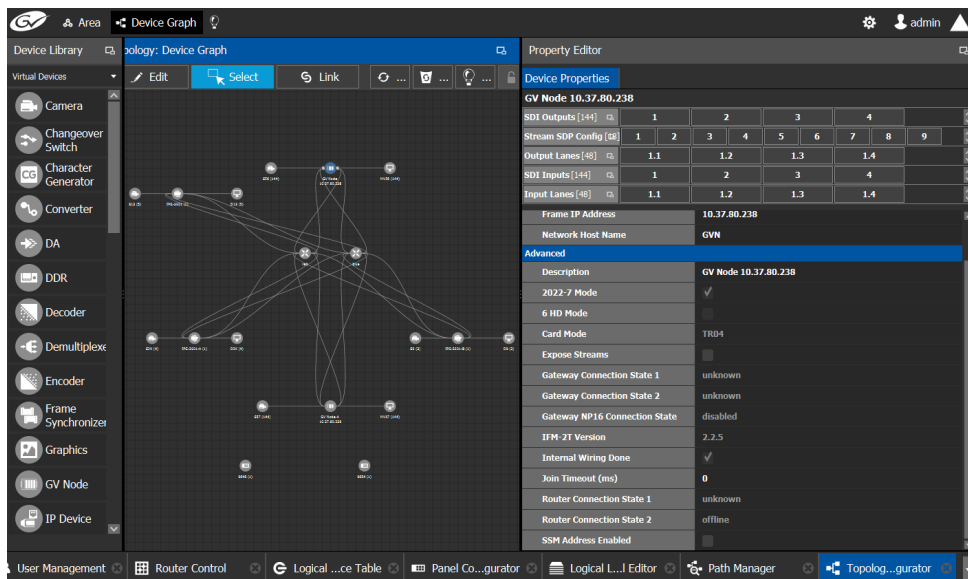 GV Area Device Graph admin
Device Library
pology: Device Graph
Property Editor
Virtual Devices
Edit Select Link ... ... ...
Device Properties
GV Node 10.37.80.238
SDI Outputs [144] 1 2 3 4
Stream SDP Config 1 2 3 4 5 6 7 8 9
Output Lanes [48] 1.1 1.2 1.3 1.4
SDI Inputs [144] 1 2 3 4
Input Lanes [48] 1.1 1.2 1.3 1.4
Frame IP Address 10.37.80.238
Network Host Name GVN
Advanced
Description GV Node 10.37.80.238
2022-7 Mode
6 HD Mode
Card Mode TR04
Expose Streams
Gateway Connection State 1 unknown
Gateway Connection State 2 unknown
Gateway NP16 Connection State disabled
IFM-2T Version 2.2.5
Internal Wiring Done
Join Timeout (ms) 0
Router Connection State 1 unknown
Router Connection State 2 offline
SSM Address Enabled
Camera
Changeover
Switch
CG
Character
Generator
Converter
DA
DDR
Decoder
Demultiplexe
Encoder
Frame
Synchronizer
Graphics
GV Node
IP Device
GV Node
10.37.80.238
User Management
Router Control
Logical ...ce Table
Panel Co...gurator
Logical L...l Editor
Path Manager
Topolog...gurator